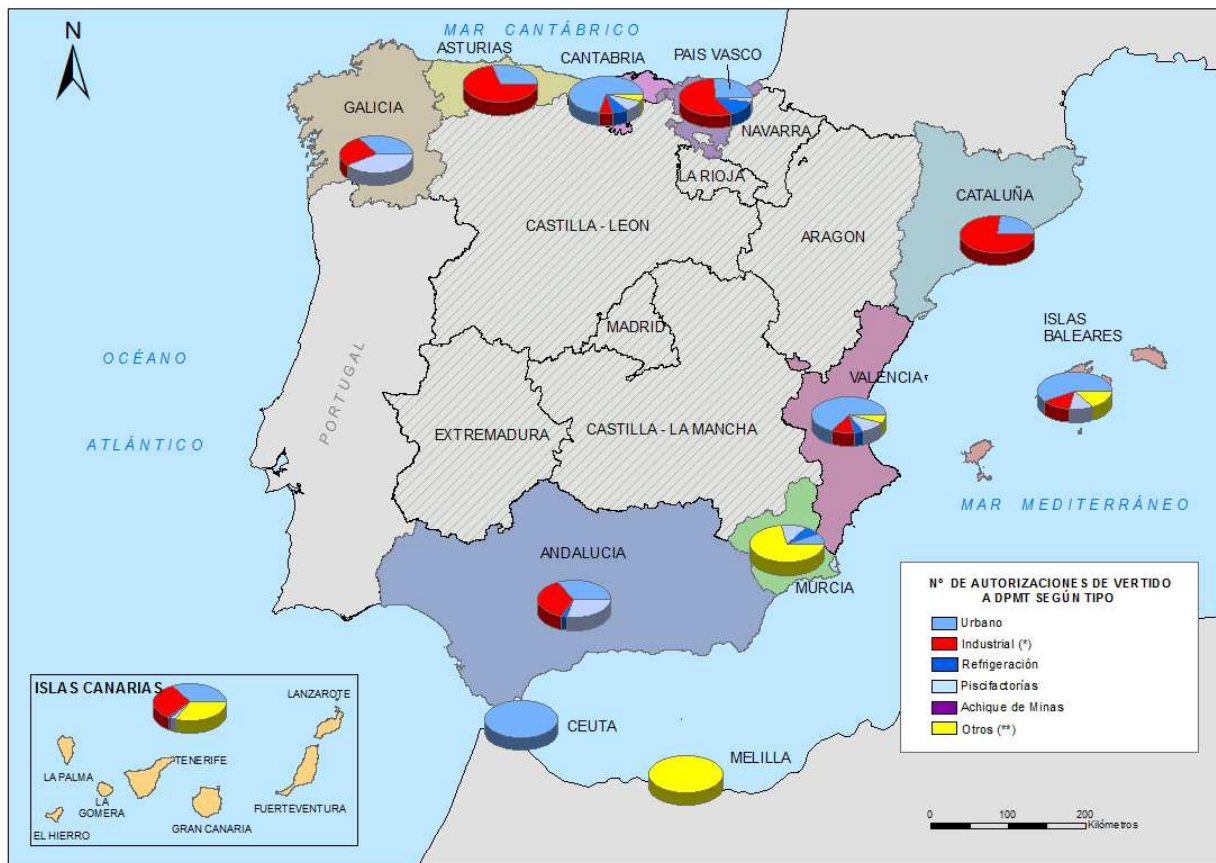 N
MAR CANTÁBRICO
ASTURIAS
CANTABRIA
PAIS VASCO
GALICIA
NAVARRA
LA RIOJA
CATALUÑA
CASTILLA - LEON
ARAGON
MADRID
ISLAS
BALEARES
OCÉANO
ATLÁNTICO
PORTUGAL
VALENCIA
EXTREMADURA
CASTILLA - LA MANCHA
MAR MEDITERRÁNEO
ANDALUCIA
MURCIA
Nº DE AUTORIZACIONES DE VERTIDO
A DPMT SEGÚN TIPO
Urbano
Industrial (*)
Refrigeración
Piscifactorías
Achique de Minas
Otros (**)
ISLAS CANARIAS
LANZAROTE
LA PALMA
TENERIFE
LA
GOMERA
FUERTEVENTURA
EL HIERRO
GRAN CANARIA
CEUTA
MELILLA
0 100 200
Kilómetros